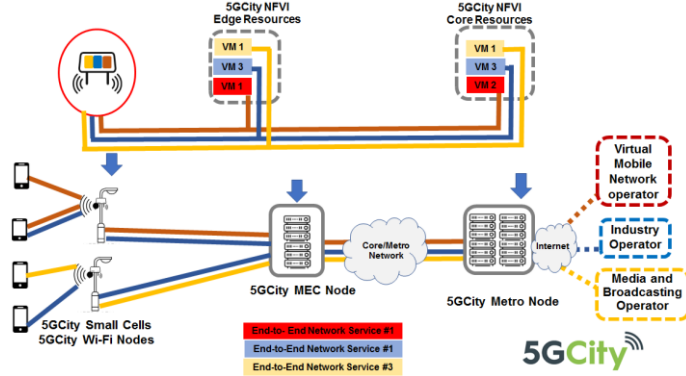 5GCity NFVI
Edge Resources
5GCity NFVI
Core Resources
VM 1
VM 3
VM 1
VM 1
VM 3
VM 2
Virtual
Mobile
Network
operator
Core/Metro
Network
Internet
Industry
Operator
5GCity MEC Node
5GCity Metro Node
Media and
Broadcasting
Operator
5GCity Small Cells
5GCity Wi-Fi Nodes
End-to- End Network Service #1
End-to-End Network Service #1
End-to-End Network Service #3
5GCity